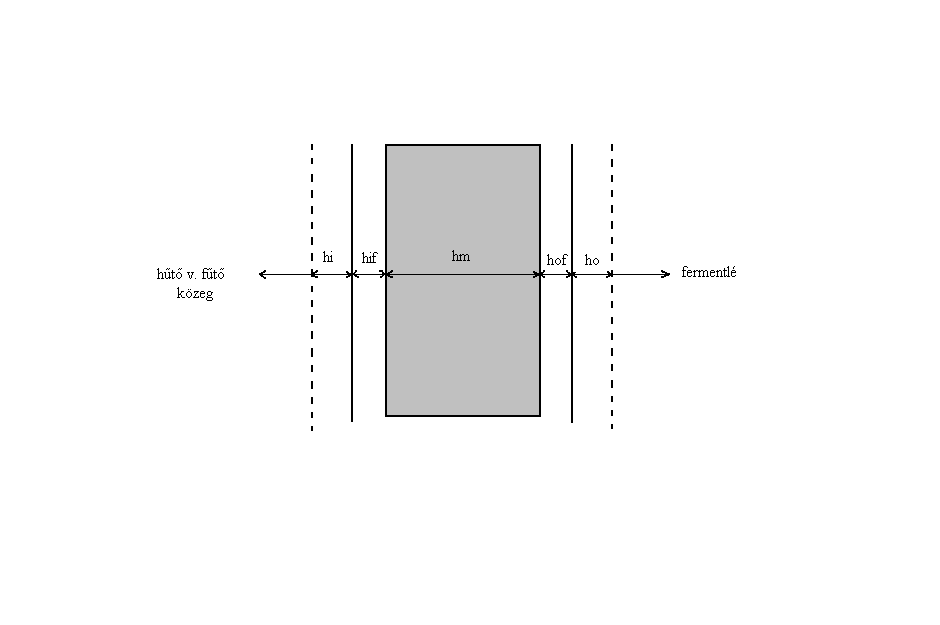 hi
hif
hm
hof
ho
hűtő v. fűtő
közeg
fermentlé